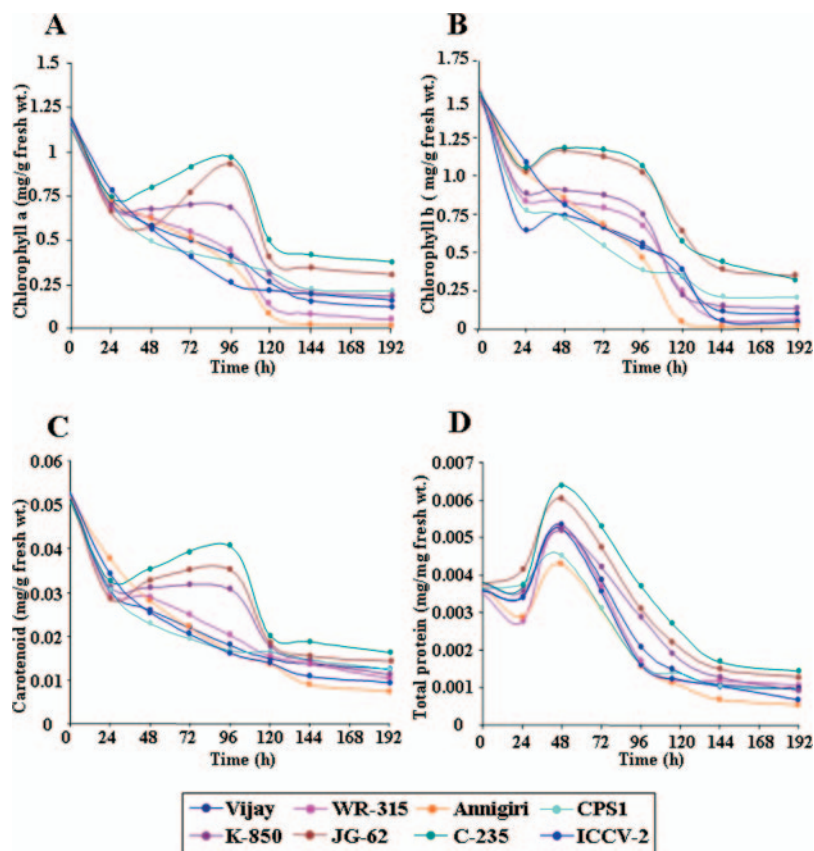 A
Chlorophyll a (mg/g fresh wt.)
1.5
1.25
1
0.75
0.5
0.25
0
0 24 48 72 96 120 144 168 192
Time (h)
B
Chlorophyll b ( mg/g fresh wt.)
1.75
1.5
1.25
1
0.75
0.5
0.25
0
0 24 48 72 96 120 144 168 192
Time (h)
C
Carotenoid (mg/g fresh wt.)
0.06
0.05
0.04
0.03
0.02
0.01
0
0 24 48 72 96 120 144 168 192
Time (h)
D
Total protein (mg/mg fresh wt.)
0.007
0.006
0.005
0.004
0.003
0.002
0.001
0
0 24 48 72 96 120 144 168 192
Time (h)
Vijay WR-315 Annigiri CPS1
K-850 JG-62 C-235 ICCV-2